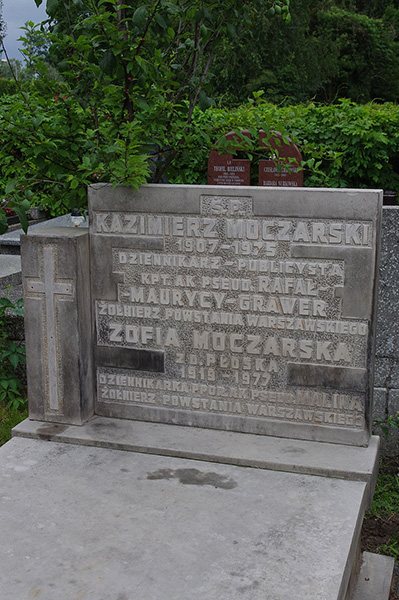 Ś.P.
KAZIMIERZ MOCZARSKI
1907-1975
DZIENNIKARZ-PUBLICYSTA
KPT. AK PSEUD. RAFAŁ
MAURYCY-GRAWER
ŻOŁNIERZ POWSTANIA WARSZAWSKIEGO
ZOFIA MOCZARSKA
Z D. PŁOSKA
1918-1977
DZIENNIKARKA PPOR. AK PSEUD. MALINA
ŻOŁNIERZ POWSTANIA WARSZAWSKIEGO